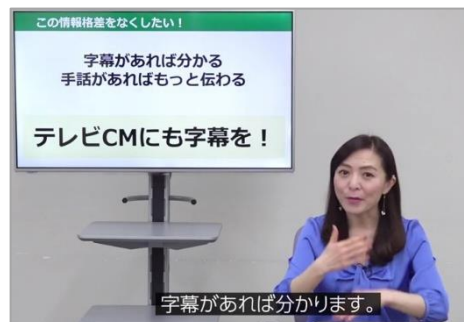 この情報格差をなくしたい！
字幕があれば分かる
手話があればもっと伝わる
テレビCMにも字幕を！
字幕があれば分かります。